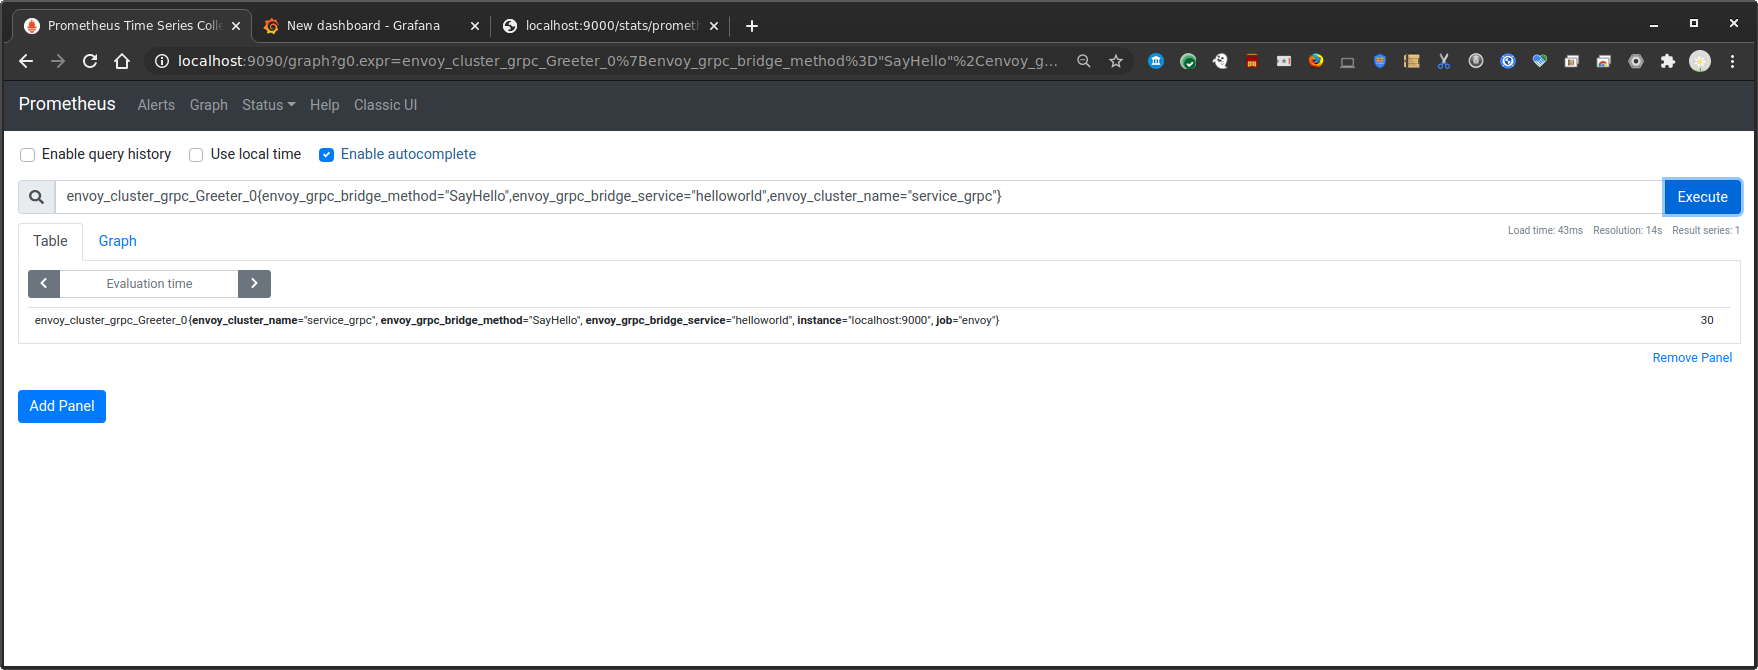 Prometheus Time Series Colle
New dashboard - Grafana
localhost:9000/stats/prometh
localhost:9090/graph?g0.expr=envoy_cluster_grpc_Greeter_0%7Benvoy_grpc_bridge_method%3D"SayHello"%2Cenvoy_g...
Prometheus Alerts Graph Status Help Classic UI
Enable query history Use local time Enable autocomplete
envoy_cluster_grpc_Greeter_0{envoy_grpc_bridge_method="SayHello",envoy_grpc_bridge_service="helloworld",envoy_cluster_name="service_grpc"}
Execute
Table Graph
Load time: 43ms Resolution: 14s Result series: 1
Evaluation time
envoy_cluster_grpc_Greeter_0{envoy_cluster_name="service_grpc", envoy_grpc_bridge_method="SayHello", envoy_grpc_bridge_service="helloworld", instance="localhost:9000", job="envoy"} 30
Remove Panel
Add Panel